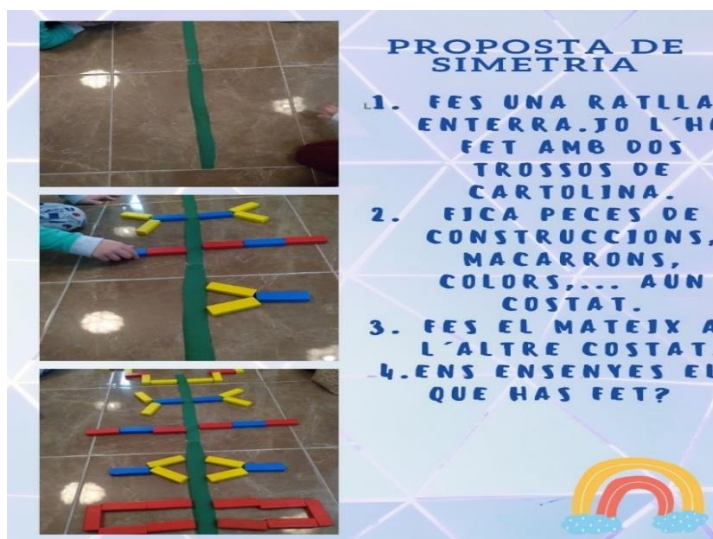 PROPOSTA DE
SIMETRIA
1. FES UNA RATLLA
ENTERRA.JO L'H
FET AMB DOS
TROSSOS DE
CARTOLINA.
2. FICA PECES DE
CONSTRUCCIONS,
MACARRONS,
COLORS,... AUN
COSTAT.
3. FES EL MATEIX A
L'ALTRE COSTAT
4.ENS ENSENYES EL
QUE HAS FET?